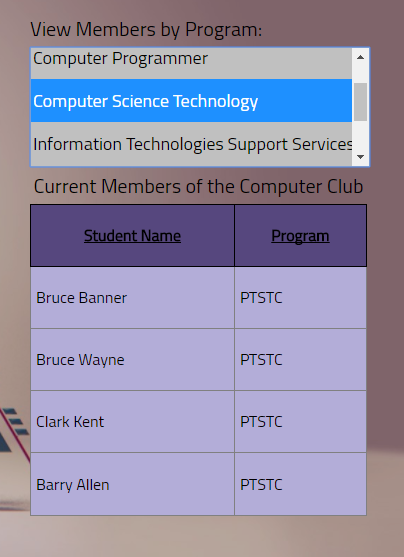 View Members by Program:
Computer Programmer
Computer Science Technology
Information Technologies Support Services
Current Members of the Computer Club
Student Name Program
Bruce Banner PTSTC
Bruce Wayne PTSTC
Clark Kent PTSTC
Barry Allen PTSTC